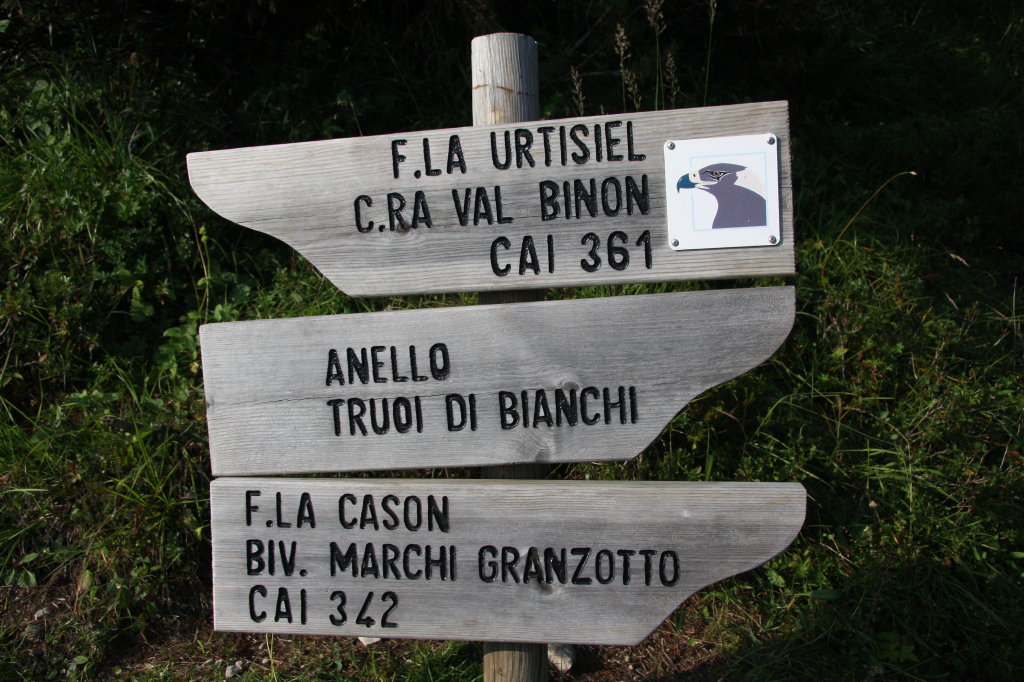 F.LA URTISIEL
C.RA VAL BINON
CAI 361
ANELLO
TRUOI DI BIANCHI
F.LA CASON
BIV. MARCHI GRANZOTTO
CAI 342